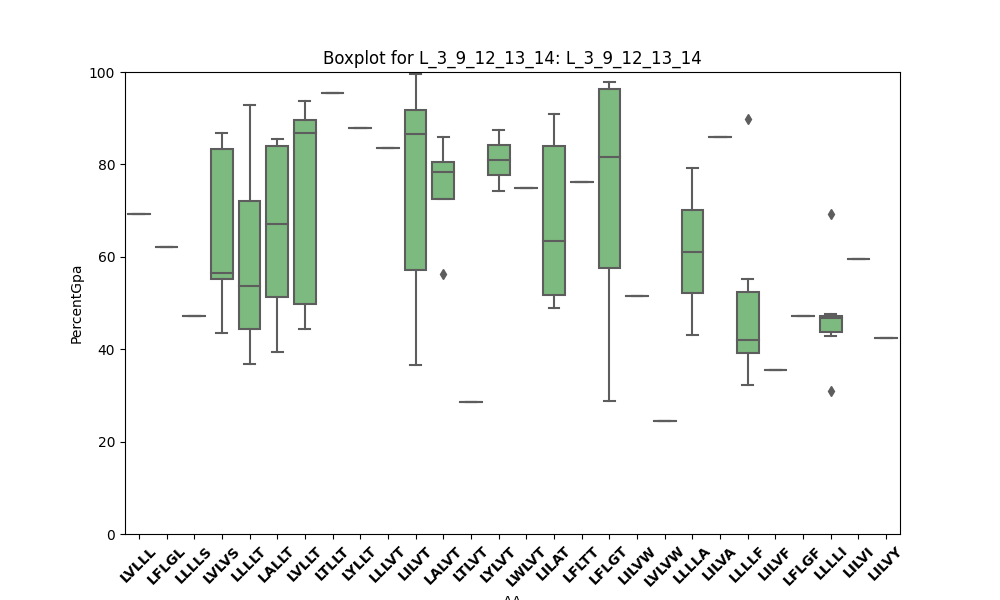 Boxplot for L_3_9_12_13_14: L_3_9_12_13_14
100
80
60
40
20
0
PercentGpa
LVLLL LFLGL LLLLS LVLVS LLLLT LALLT LVLLT LTLLT LYLLT LLLVT LILVT LALVT LTLVT LYLVT LWLVT LILAT LFLTT LFLGT LILVW LVLVW LLLLA LILVA LLLLF LILVF LFLGF LLLLI LILVI LILVY